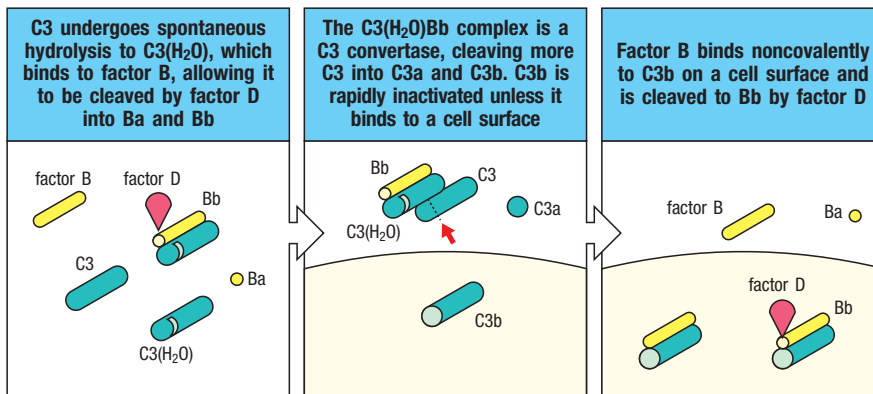 C3 undergoes spontaneous
hydrolysis to C3(H₂O), which
binds to factor B, allowing it
to be cleaved by factor D
into Ba and Bb
factor B
factor D
Bb
C3
Ba
C3(H₂O)
The C3(H₂O)Bb complex is a
C3 convertase, cleaving more
C3 into C3a and C3b. C3b is
rapidly inactivated unless it
binds to a cell surface
Bb
C3
C3a
C3(H₂O)
C3b
Factor B binds noncovalently
to C3b on a cell surface and
is cleaved to Bb by factor D
factor B
Ba
factor D
Bb